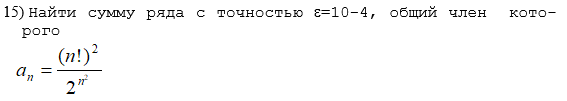 15) Найти сумму ряда с точностью ε=10-4, общий член кото-
рого
aₙ = (n!)² / 2^(n²)